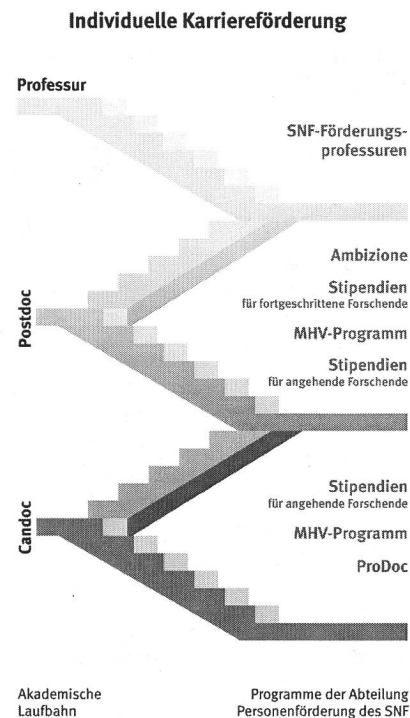 Individuelle Karriereförderung
Professur
SNF-Förderungs-
professuren
Ambizione
Stipendien
für fortgeschrittene Forschende
Postdoc
MHV-Programm
Stipendien
für angehende Forschende
Stipendien
für angehende Forschende
Candoc
MHV-Programm
ProDoc
Akademische
Laufbahn
Programme der Abteilung
Personenförderung des SNF